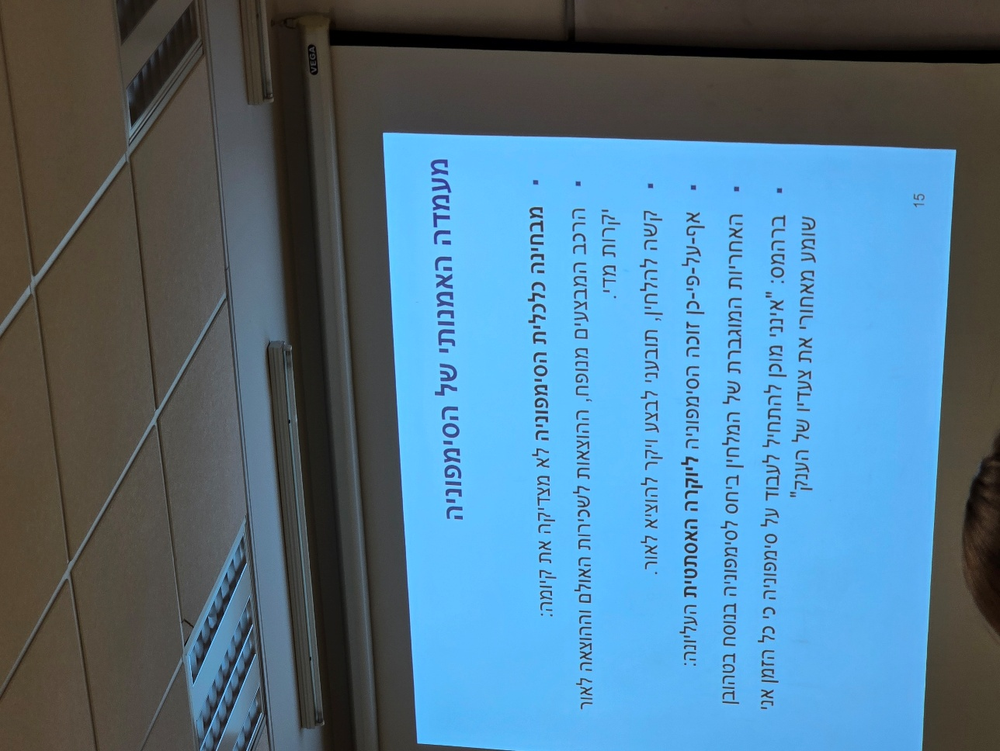 VEGA
מעמדה האמנותי של הסימפוניה
▪ מבחינה כלכלית הסימפוניה לא מצדיקה את קיומה:
▪ הרכב המבצעים מנופח, ההוצאות לשכירות האולם וההוצאה לאור
יקרות מדי.
▪ קשה להלחין, תובעני לבצע ויקר להוציא לאור.
▪ אף-על-פי-כן זוכה הסימפוניה ליוקרה האסתטית העליונה:
▪ האחוריות המוגברת של המלחין ביחס לסימפוניה בנוסח בטהובן
▪ ברהמס: "אינני מוכן להתחיל לעבוד על סימפוניה כי כל הזמן אני
שומע מאחורי את צעדיו של הענק"
15